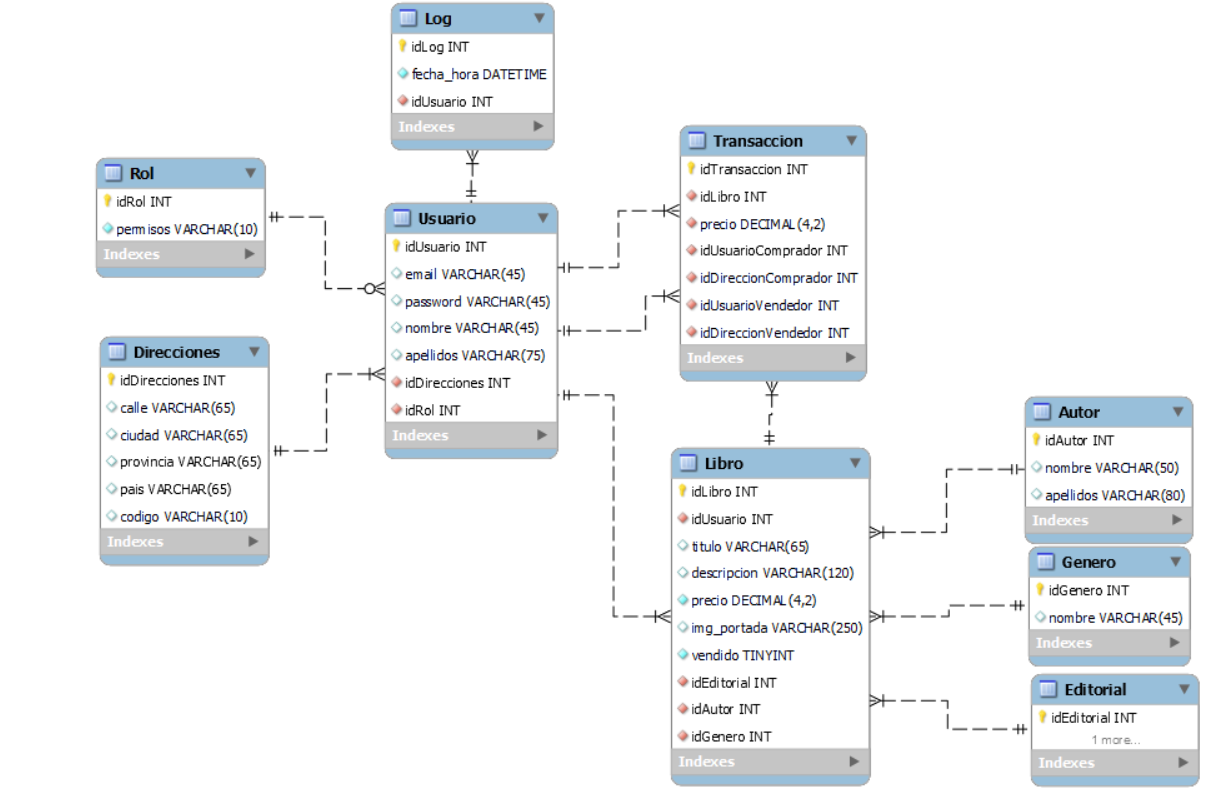 Log
idLog INT
fecha_hora DATETIME
idUsuario INT
Indexes
Rol
idRol INT
permisos VARCHAR(10)
Indexes
Usuario
idUsuario INT
email VARCHAR(45)
password VARCHAR(45)
nombre VARCHAR(45)
apellidos VARCHAR(75)
idDirecciones INT
idRol INT
Indexes
Transaccion
idTransaccion INT
idLibro INT
precio DECIMAL(4,2)
idUsuarioComprador INT
idDireccionComprador INT
idUsuarioVendedor INT
idDireccionVendedor INT
Indexes
Direcciones
idDirecciones INT
calle VARCHAR(65)
ciudad VARCHAR(65)
provincia VARCHAR(65)
pais VARCHAR(65)
codigo VARCHAR(10)
Indexes
Libro
idLibro INT
idUsuario INT
titulo VARCHAR(65)
descripcion VARCHAR(120)
precio DECIMAL(4,2)
img_portada VARCHAR(250)
vendido TINYINT
idEditorial INT
idAutor INT
idGenero INT
Indexes
Autor
idAutor INT
nombre VARCHAR(50)
apellidos VARCHAR(80)
Indexes
Genero
idGenero INT
nombre VARCHAR(45)
Indexes
Editorial
idEditorial INT
1 more...
Indexes